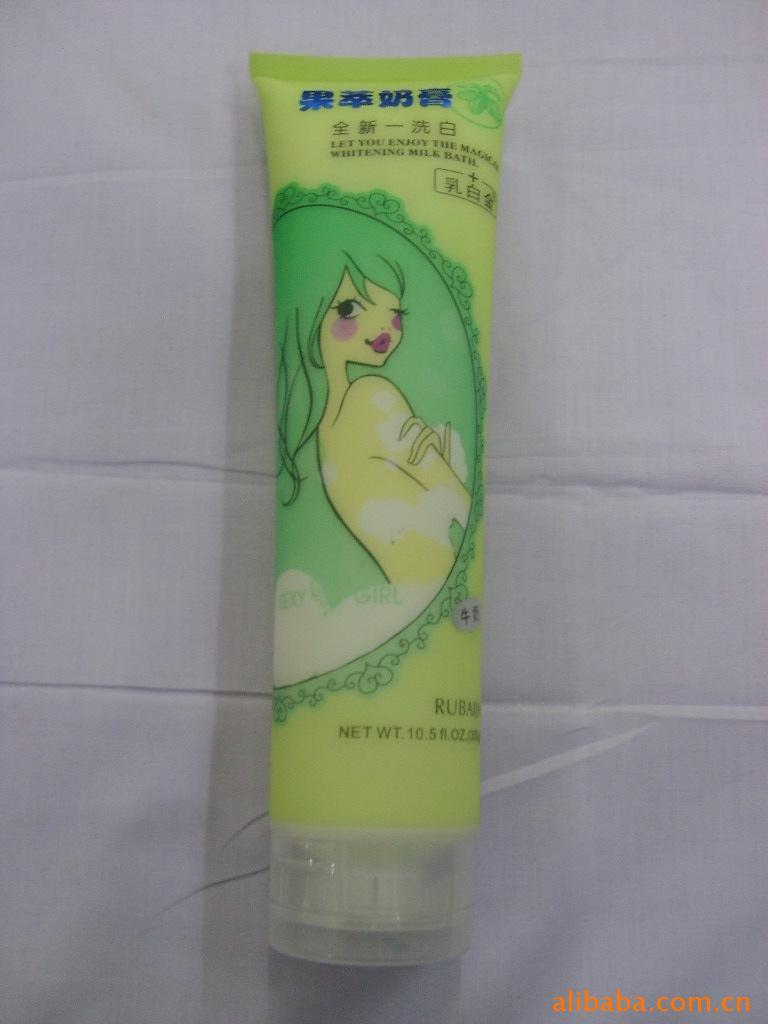 果萃奶膏
全新一洗白
LET YOU ENJOY THE MAGICAL
WHITENING MILK BATH.
+
乳白金
SEXY GIRL
牛奶
NET WT.10.5 fl.OZ.
alibaba.com.cn